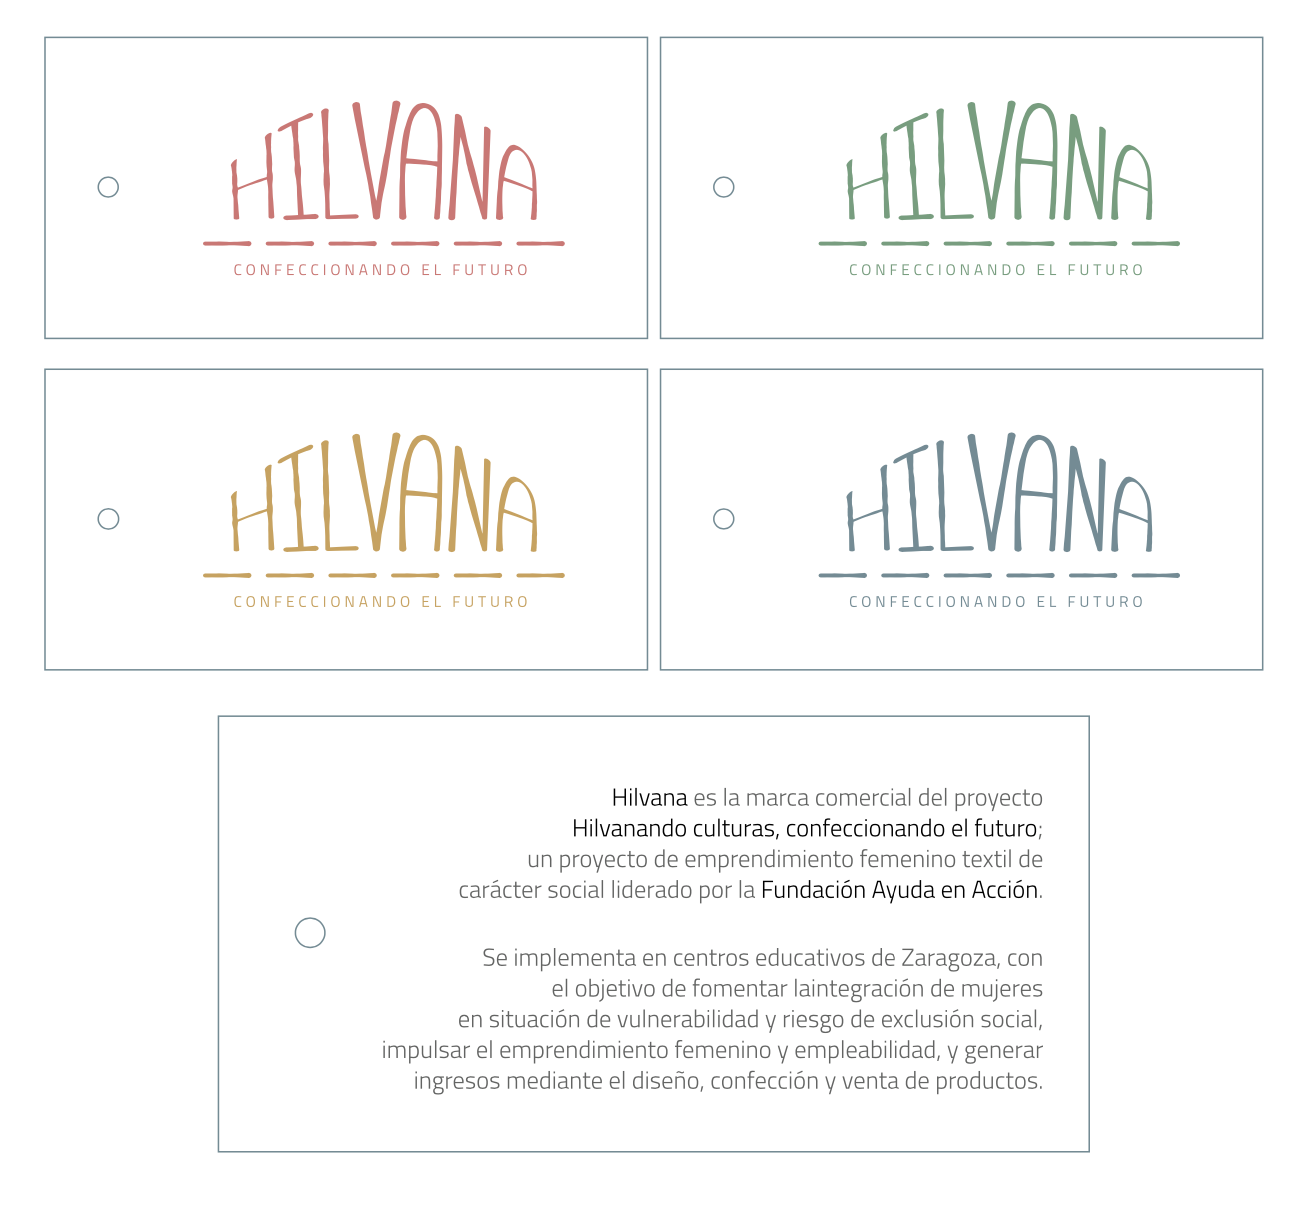 HILVANA
CONFECCIONANDO EL FUTURO
HILVANA
CONFECCIONANDO EL FUTURO
HILVANA
CONFECCIONANDO EL FUTURO
HILVANA
CONFECCIONANDO EL FUTURO
Hilvana es la marca comercial del proyecto
Hilvanando culturas, confeccionando el futuro;
un proyecto de emprendimiento femenino textil de
carácter social liderado por la Fundación Ayuda en Acción.
Se implementa en centros educativos de Zaragoza, con
el objetivo de fomentar laintegración de mujeres
en situación de vulnerabilidad y riesgo de exclusión social,
impulsar el emprendimiento femenino y empleabilidad, y generar
ingresos mediante el diseño, confección y venta de productos.